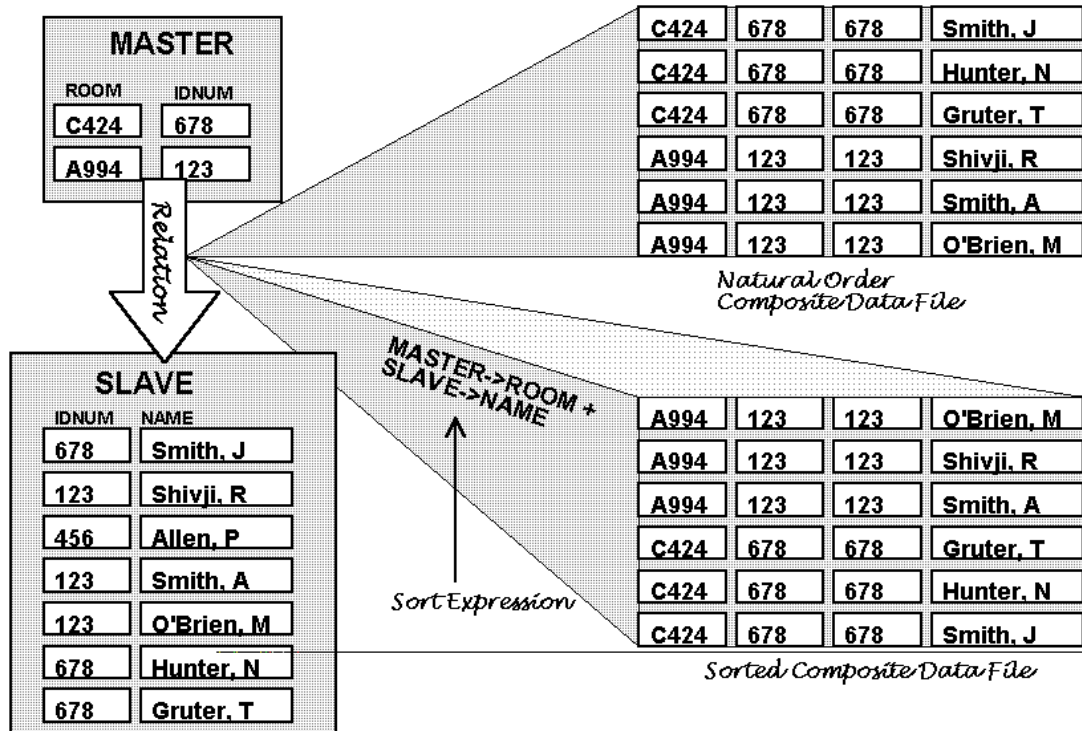 MASTER
ROOM IDNUM
C424 678
A994 123
Relation
SLAVE
IDNUM NAME
678 Smith, J
123 Shivji, R
456 Allen, P
123 Smith, A
123 O'Brien, M
678 Hunter, N
678 Gruter, T
C424 678 678 Smith, J
C424 678 678 Hunter, N
C424 678 678 Gruter, T
A994 123 123 Shivji, R
A994 123 123 Smith, A
A994 123 123 O'Brien, M
Natural Order
Composite Data File
MASTER->ROOM +
SLAVE->NAME
Sort Expression
A994 123 123 O'Brien, M
A994 123 123 Shivji, R
A994 123 123 Smith, A
C424 678 678 Gruter, T
C424 678 678 Hunter, N
C424 678 678 Smith, J
Sorted Composite Data File